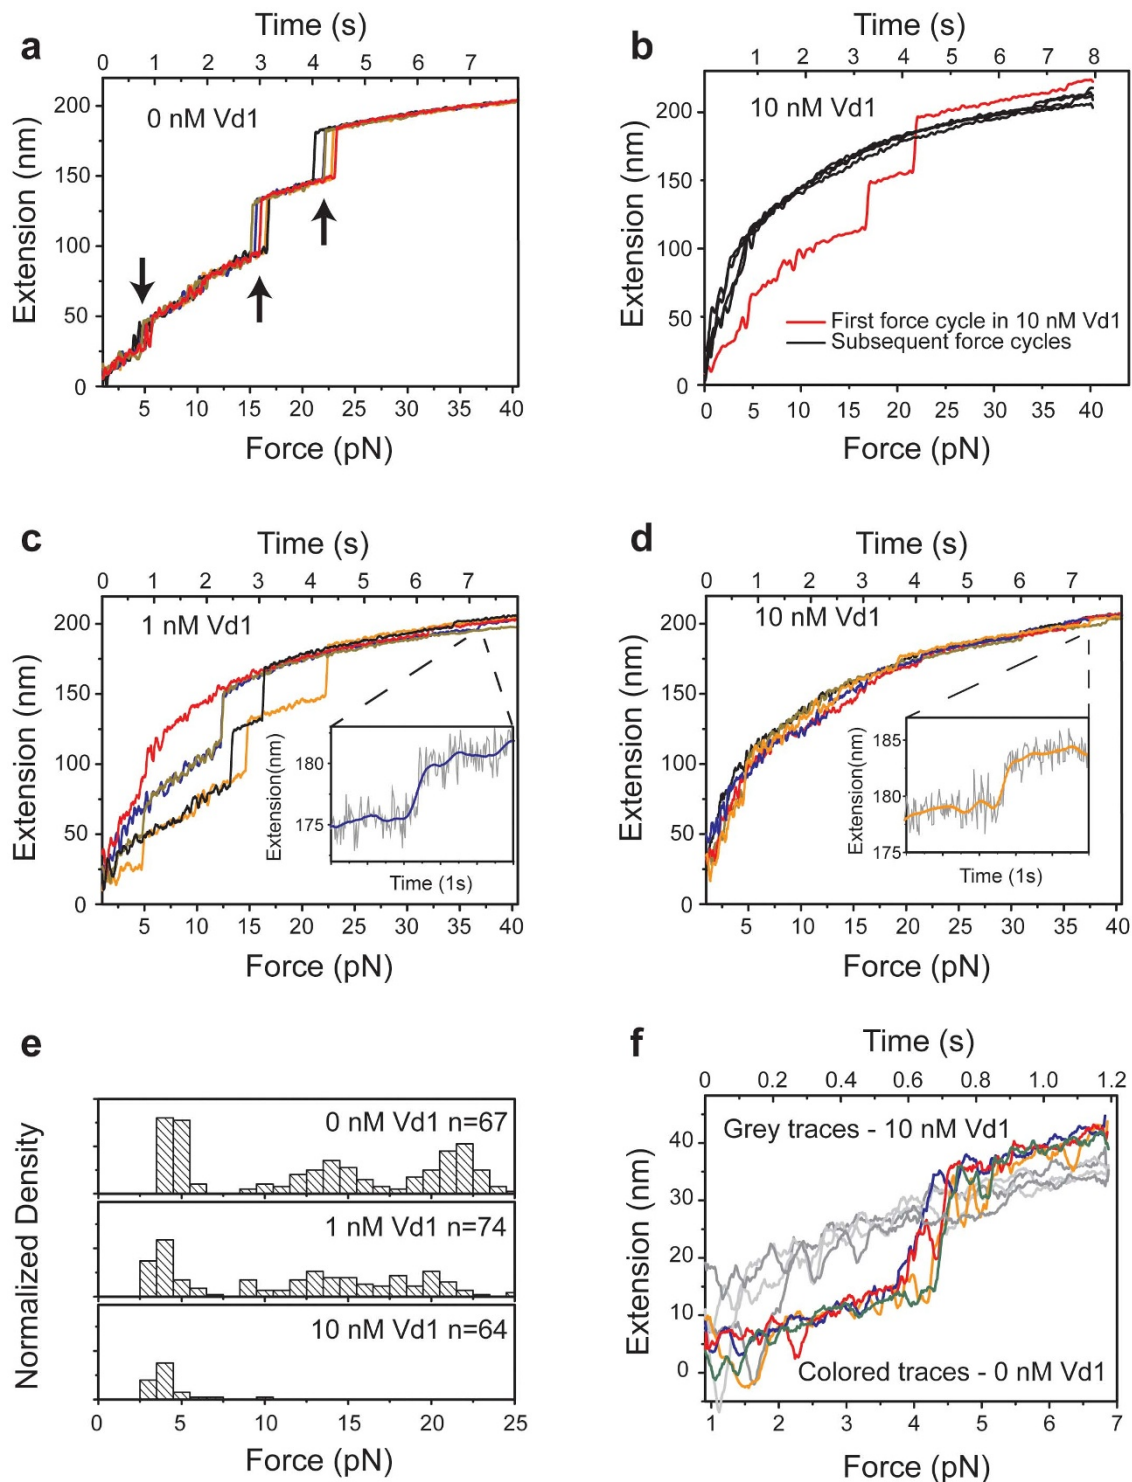 a
Time (s)
0 1 2 3 4 5 6 7
0 nM Vd1
Extension (nm)
200
150
100
50
0
5 10 15 20 25 30 35 40
Force (pN)
b
Time (s)
1 2 3 4 5 6 7 8
10 nM Vd1
Extension (nm)
200
150
100
50
0
First force cycle in 10 nM Vd1
Subsequent force cycles
0 5 10 15 20 25 30 35 40
Force (pN)
c
Time (s)
0 1 2 3 4 5 6 7
1 nM Vd1
Extension (nm)
200
150
100
50
0
Extension(nm)
180
175
Time (1s)
5 10 15 20 25 30 35 40
Force (pN)
d
Time (s)
0 1 2 3 4 5 6 7
10 nM Vd1
Extension (nm)
200
150
100
50
0
Extension(nm)
185
180
175
Time (1s)
5 10 15 20 25 30 35 40
Force (pN)
e
Normalized Density
0 nM Vd1 n=67
1 nM Vd1 n=74
10 nM Vd1 n=64
0 5 10 15 20 25
Force (pN)
f
Time (s)
0 0.2 0.4 0.6 0.8 1.0 1.2
Grey traces - 10 nM Vd1
Extension (nm)
40
30
20
10
0
Colored traces - 0 nM Vd1
1 2 3 4 5 6 7
Force (pN)